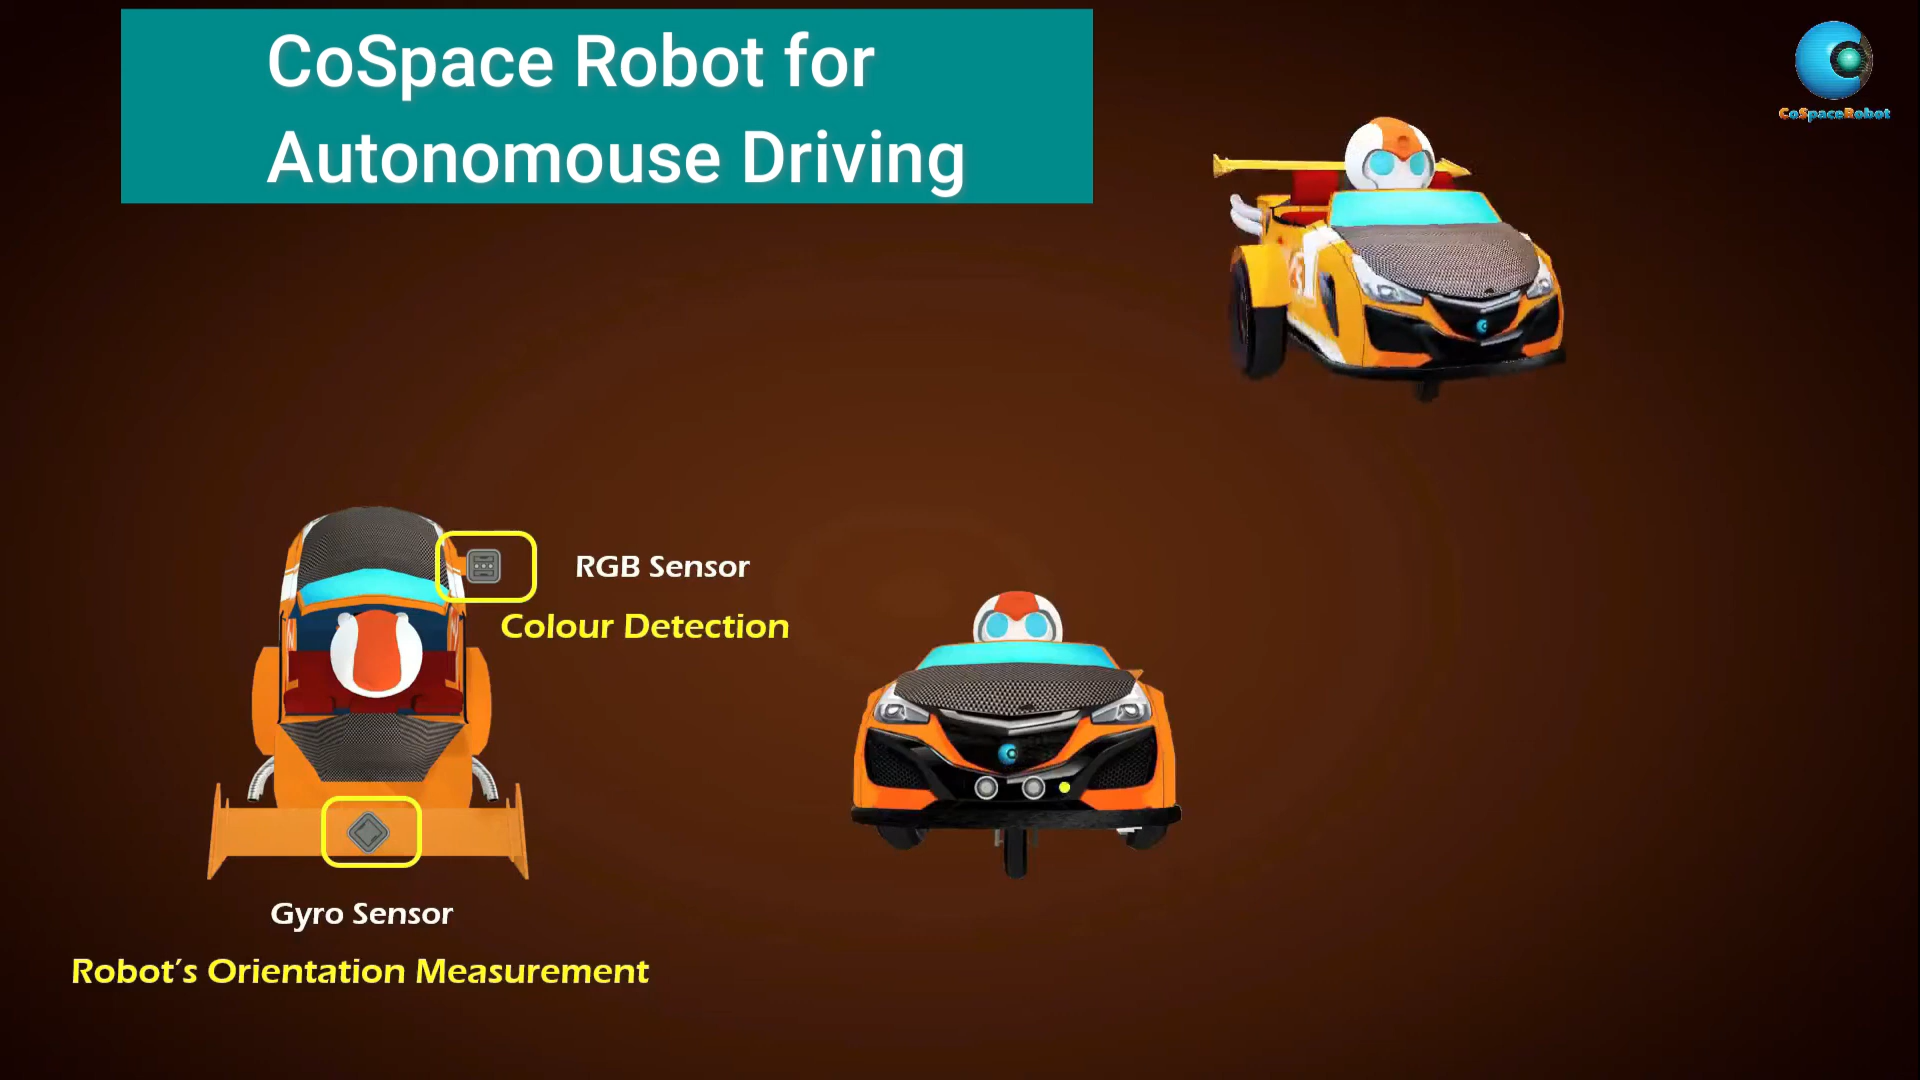 CoSpace Robot for
Autonomouse Driving
CoSpaceRobot
RGB Sensor
Colour Detection
Gyro Sensor
Robot's Orientation Measurement